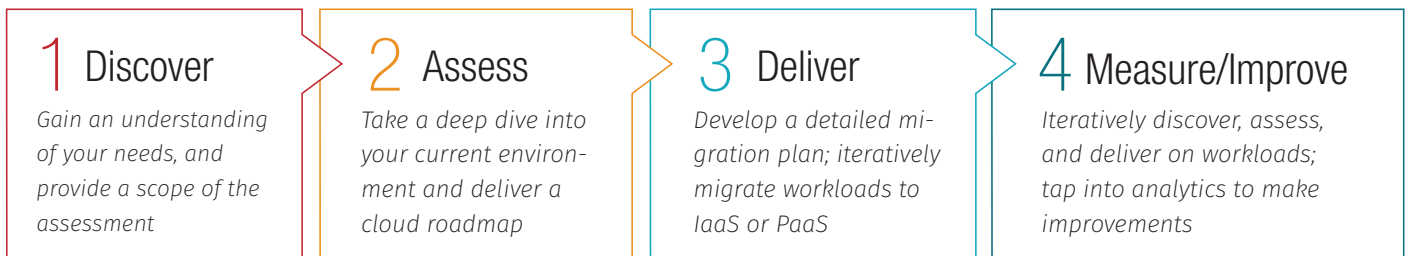 1 Discover
Gain an understanding
of your needs, and
provide a scope of the
assessment
2 Assess
Take a deep dive into
your current environ-
ment and deliver a
cloud roadmap
3 Deliver
Develop a detailed mi-
gration plan; iteratively
migrate workloads to
IaaS or PaaS
4 Measure/Improve
Iteratively discover, assess,
and deliver on workloads;
tap into analytics to make
improvements